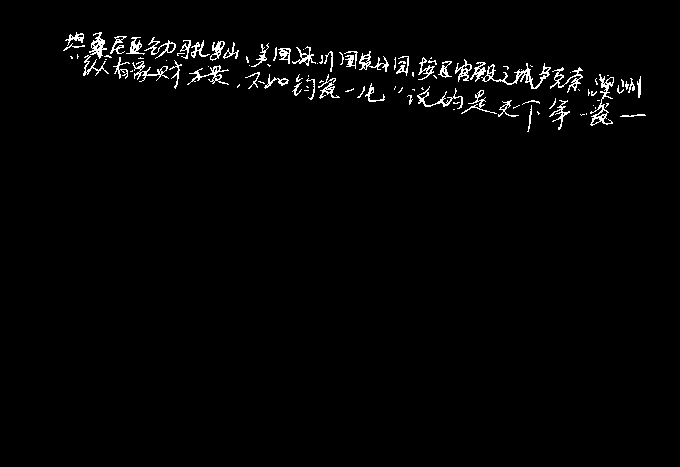 坦桑尼亚乞力马扎罗山、美国冰川国家公园、埃及宫殿之城卢克索、澳洲
“纵有家财万贯，不如钧瓷一片”说的是天下第一瓷—